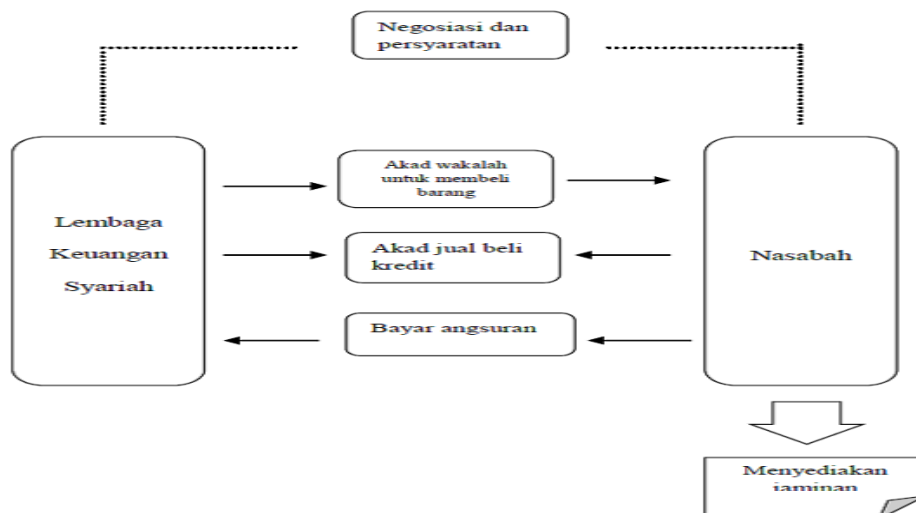 Negosiasi dan
persyaratan
Lembaga
Keuangan
Syariah
Akad wakalah
untuk membeli
barang
Akad jual beli
kredit
Bayar angsuran
Nasabah
Menyediakan
jaminan